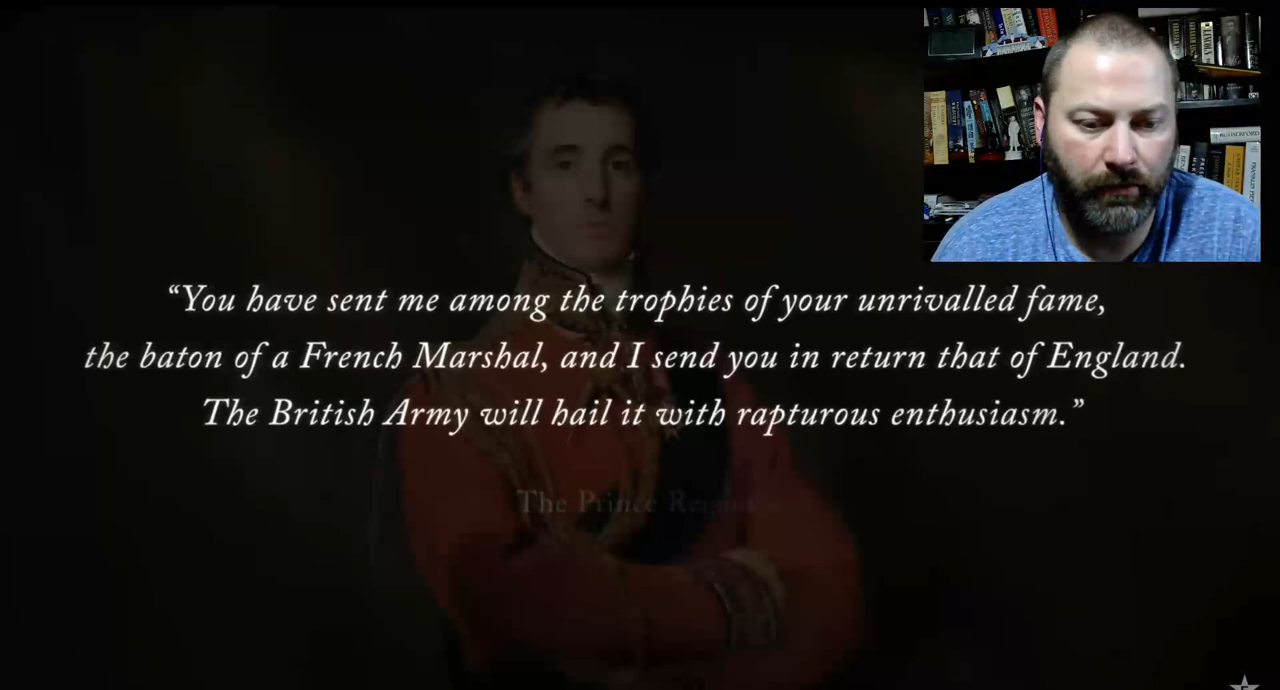 “You have sent me among the trophies of your unrivalled fame,
the baton of a French Marshal, and I send you in return that of England.
The British Army will hail it with rapturous enthusiasm.”
The Prince Regent
LINCOLN